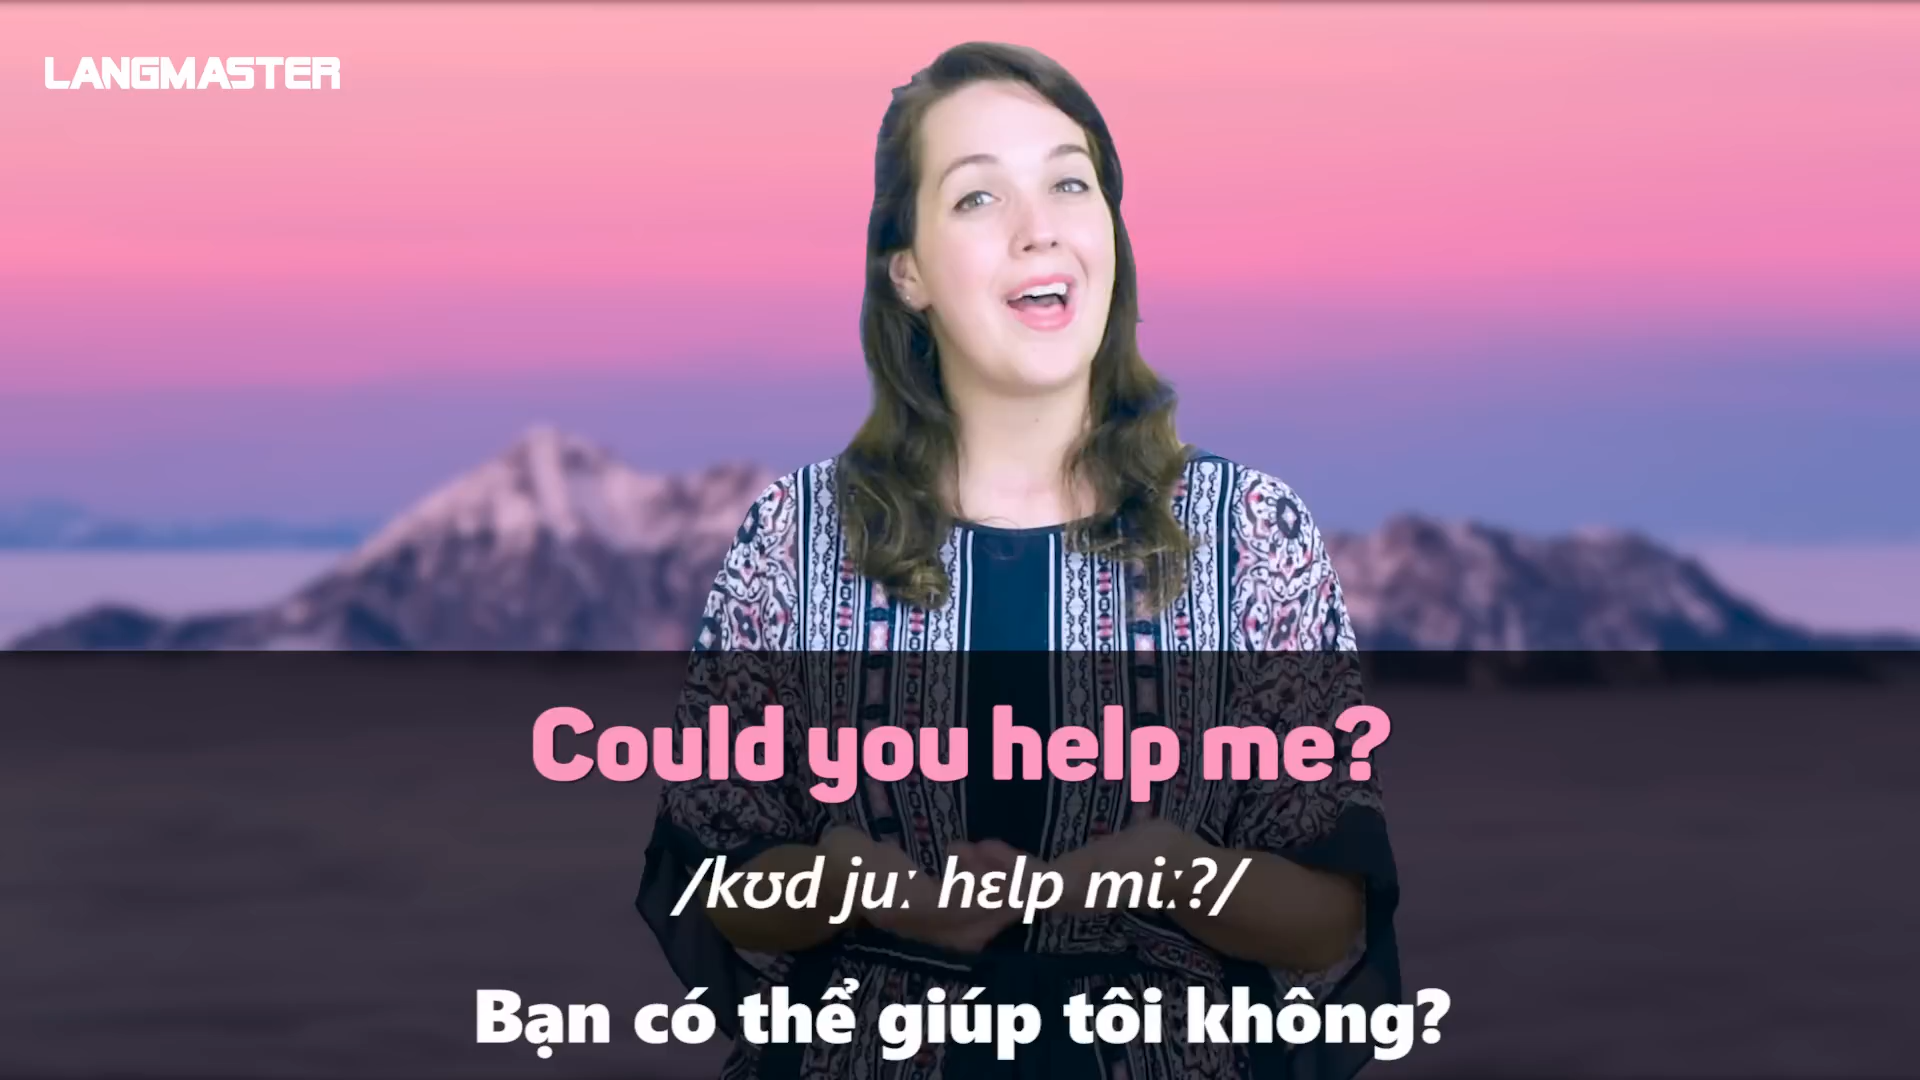 LANGMASTER
Could you help me?
/kʊd juː hɛlp miː?/
Bạn có thể giúp tôi không?